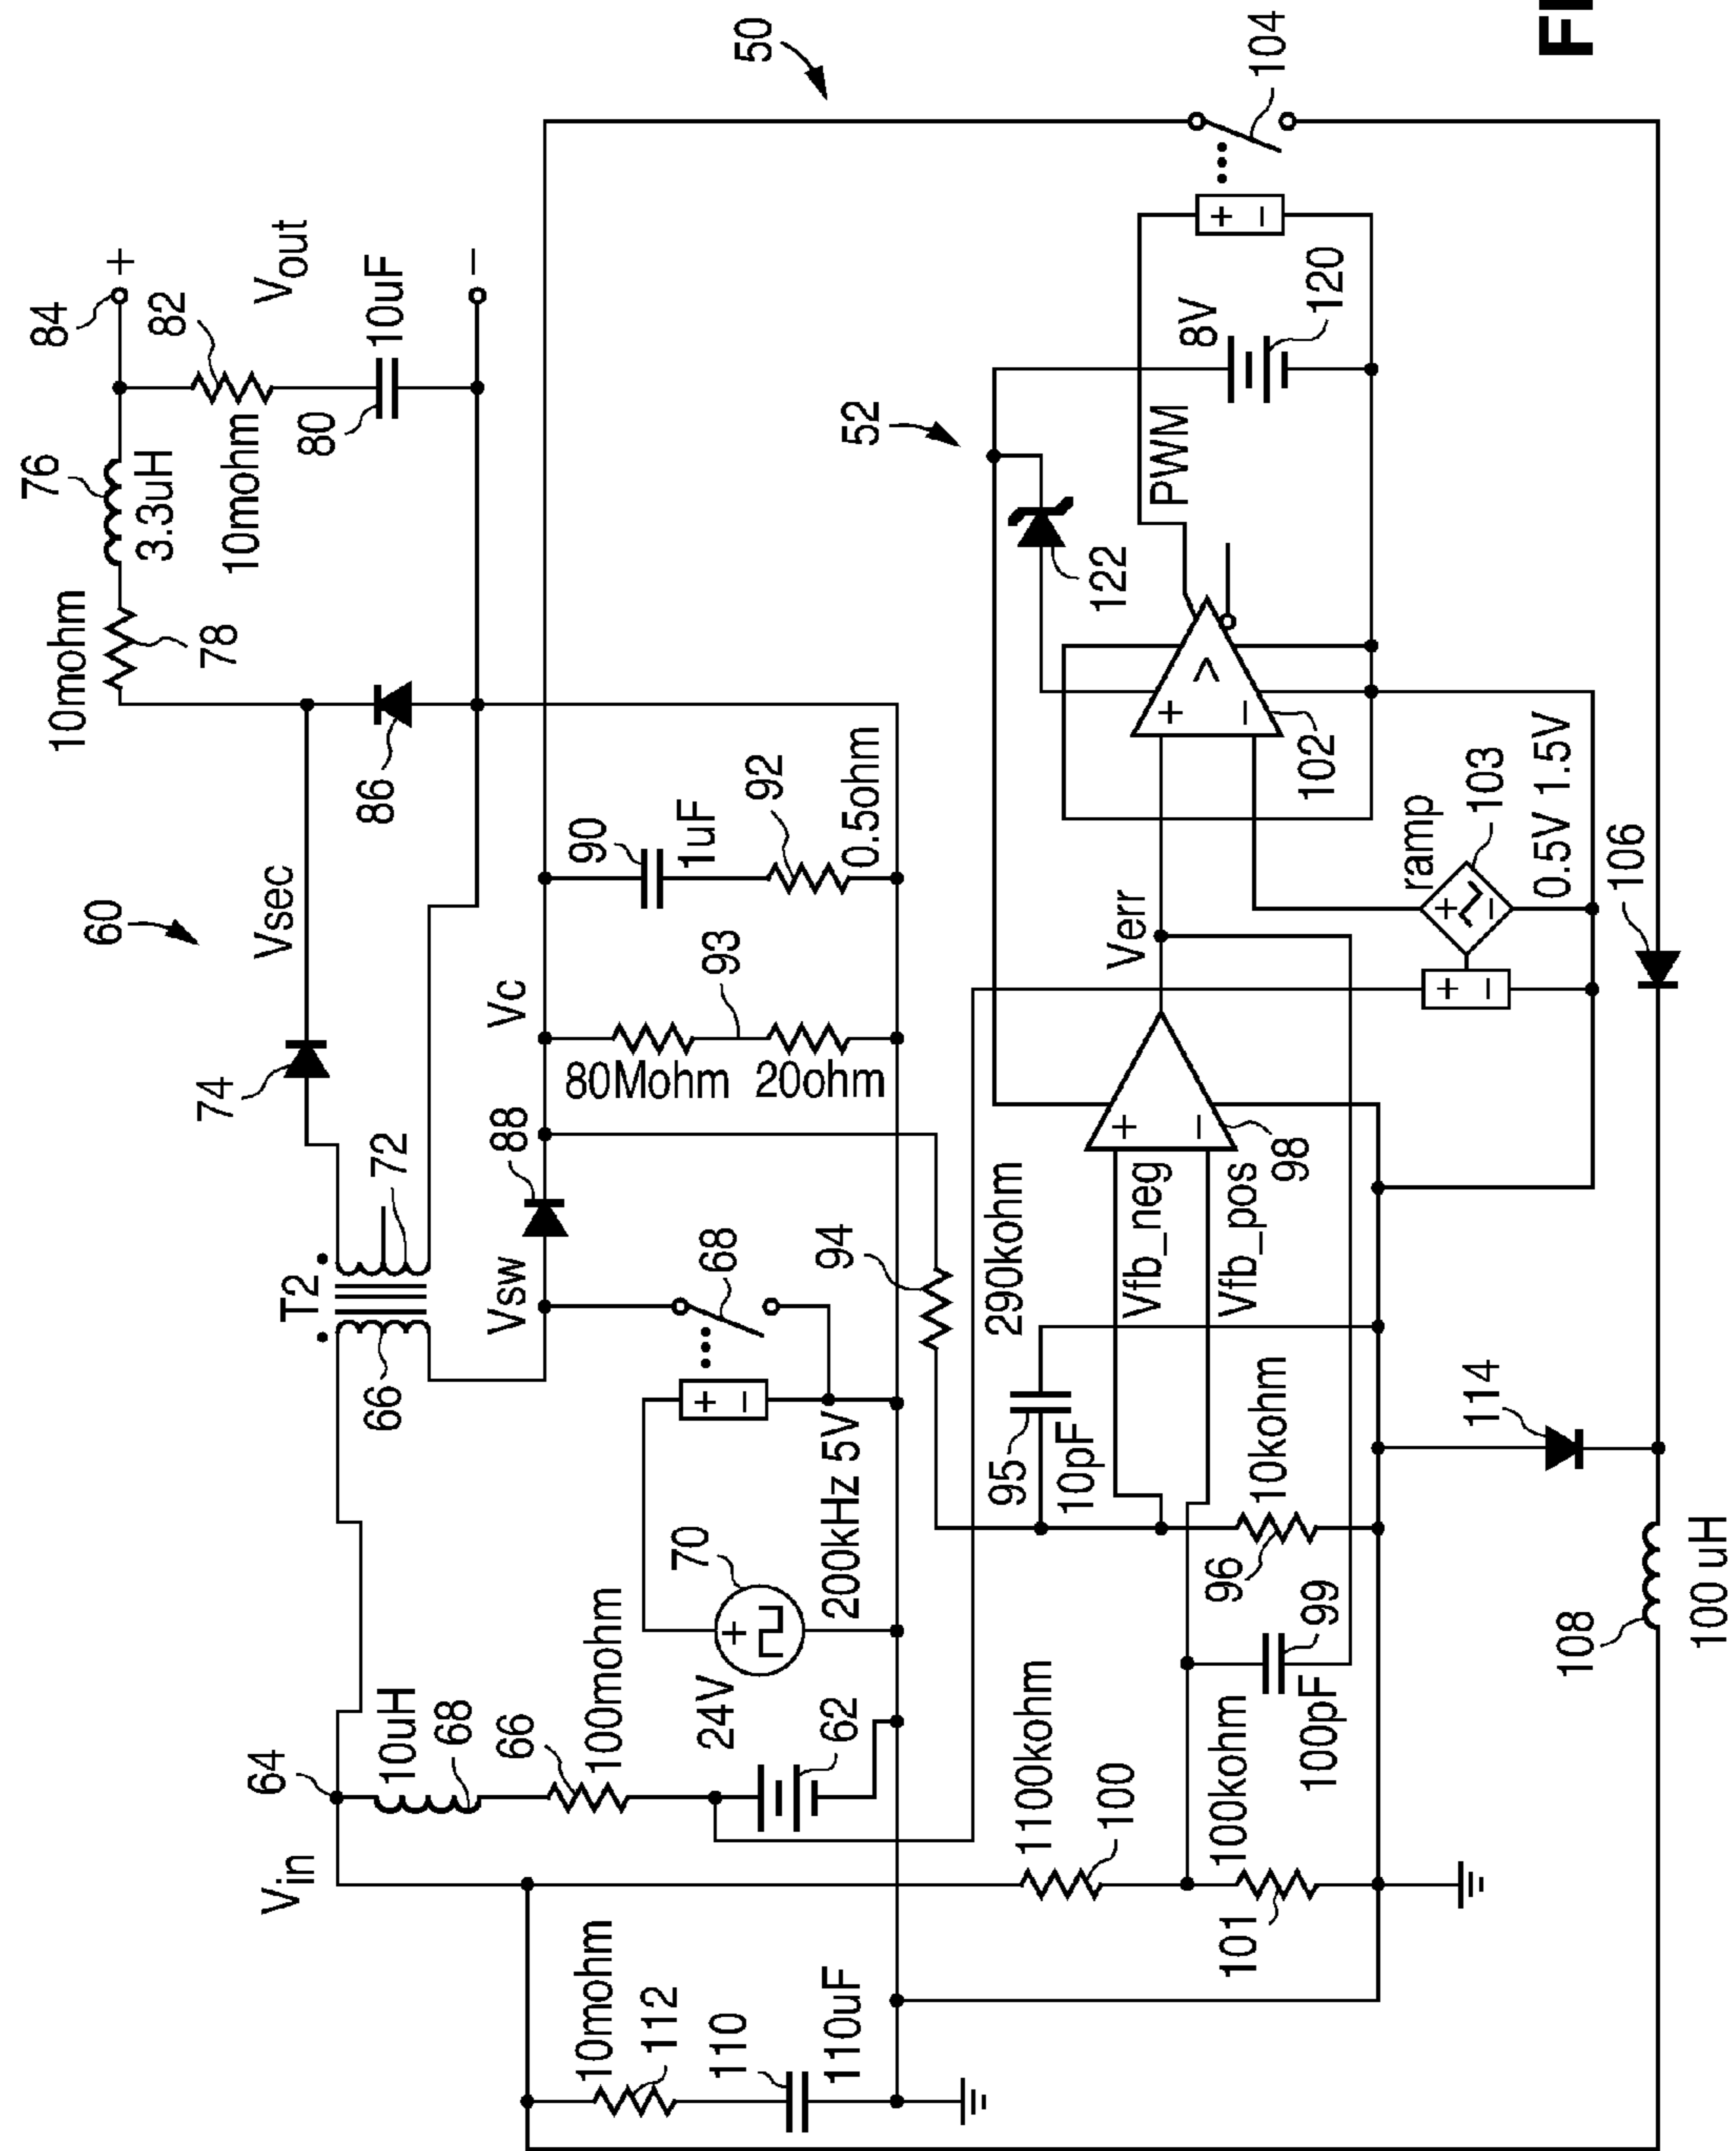 50
60
84
+
82
Vout
10uF
−
76
3.3uH
10mohm
80
10mohm
78
86
Vsec
74
T2
72
66
Vsw
88
Vc
93
80Mohm
20ohm
90
1uF
92
0.5ohm
68
94
290kohm
70
+
+
−
200kHz 5V
64
10uH
68
66
100mohm
24V
62
Vin
10mohm
112
110
110uF
1100kohm
100
100kohm
101
99
100pF
95
10pF
96
10kohm
Vfb_neg
Vfb_pos
+
−
98
Verr
+
−
102
122
52
PWM
8V
120
+
−
104
ramp
103
+
−
+
−
0.5V 1.5V
106
114
108
100 uH